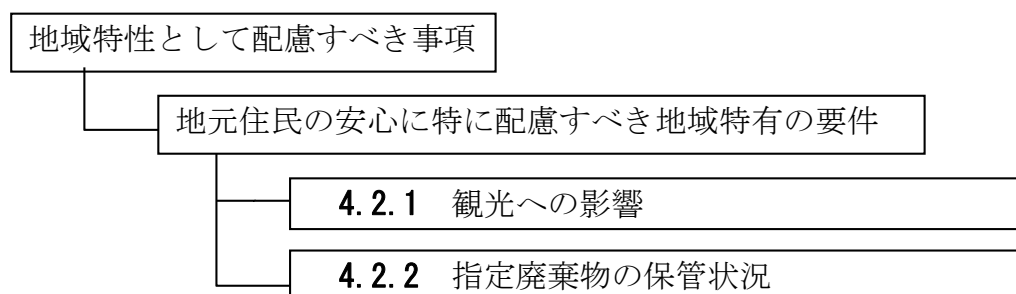 地域特性として配慮すべき事項
地元住民の安心に特に配慮すべき地域特有の要件
4.2.1 観光への影響
4.2.2 指定廃棄物の保管状況